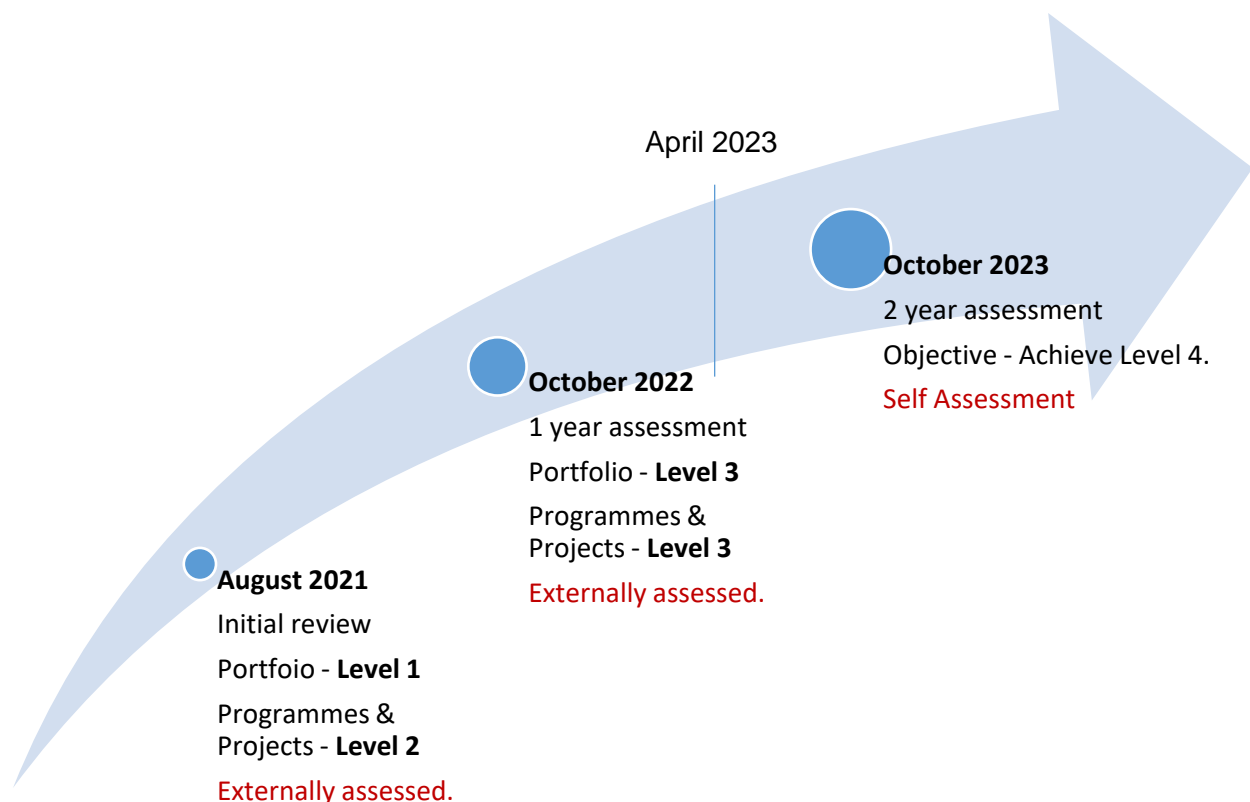 April 2023
October 2023
2 year assessment
Objective - Achieve Level 4.
Self Assessment
October 2022
1 year assessment
Portfolio - Level 3
Programmes &
Projects - Level 3
Externally assessed.
August 2021
Initial review
Portfoio - Level 1
Programmes &
Projects - Level 2
Externally assessed.